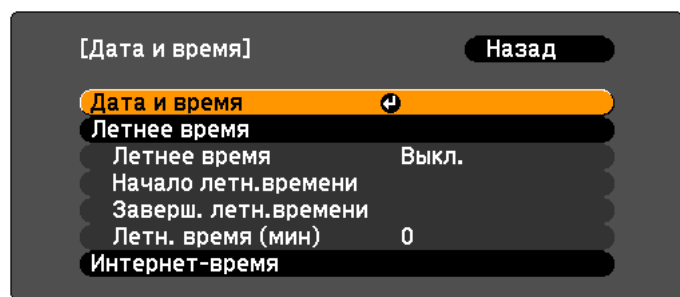 [Дата и время] Назад
Дата и время
Летнее время
Летнее время Выкл.
Начало летн.времени
Заверш. летн.времени
Летн. время (мин) 0
Интернет-время